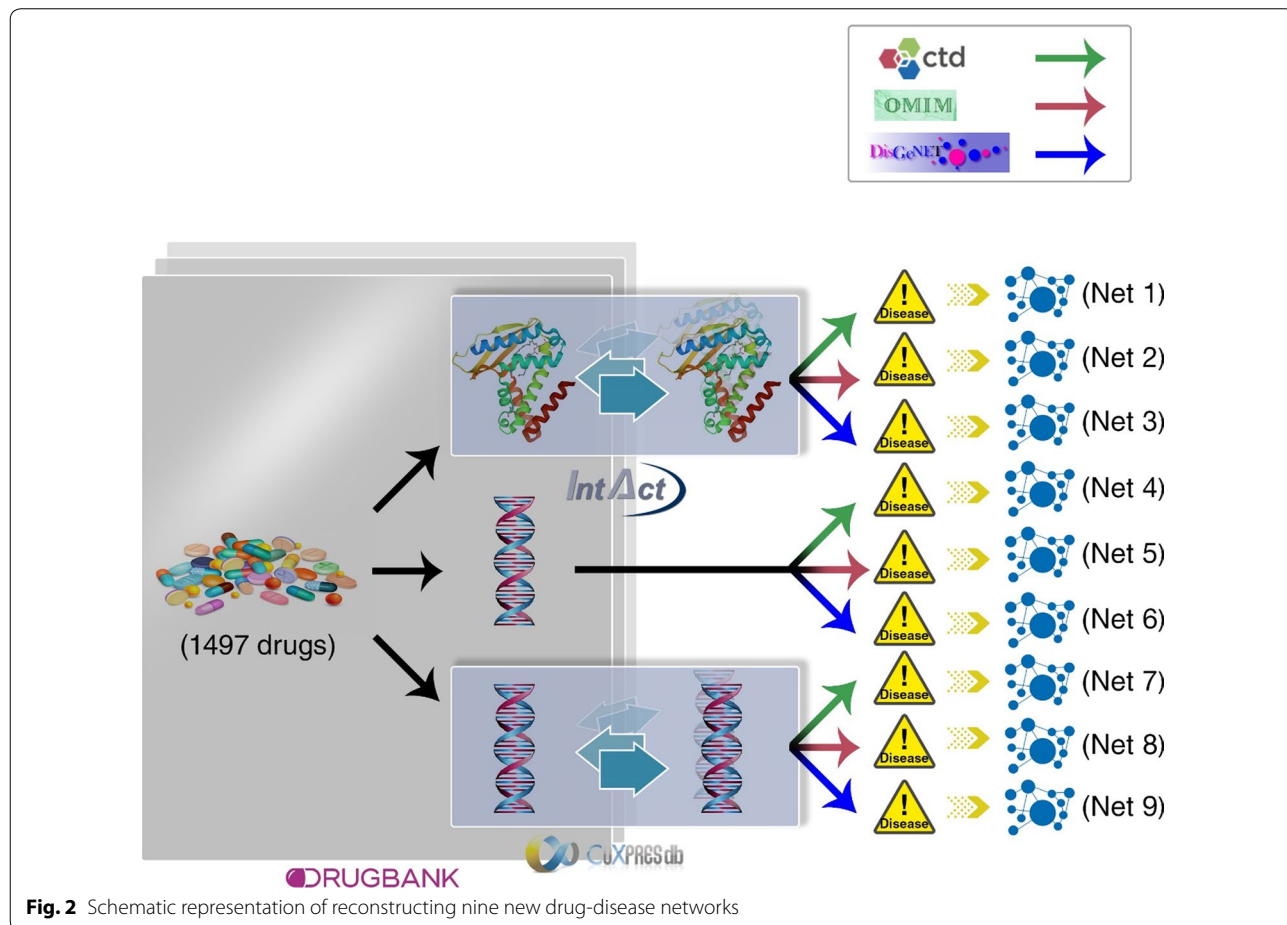 ctd
OMIM
DisGeNET
Disease
(Net 1)
Disease
(Net 2)
Disease
(Net 3)
IntAct
Disease
(Net 4)
Disease
(Net 5)
Disease
(Net 6)
(1497 drugs)
Disease
(Net 7)
Disease
(Net 8)
Disease
(Net 9)
CoXPRESdb
DRUGBANK
Fig. 2 Schematic representation of reconstructing nine new drug-disease networks